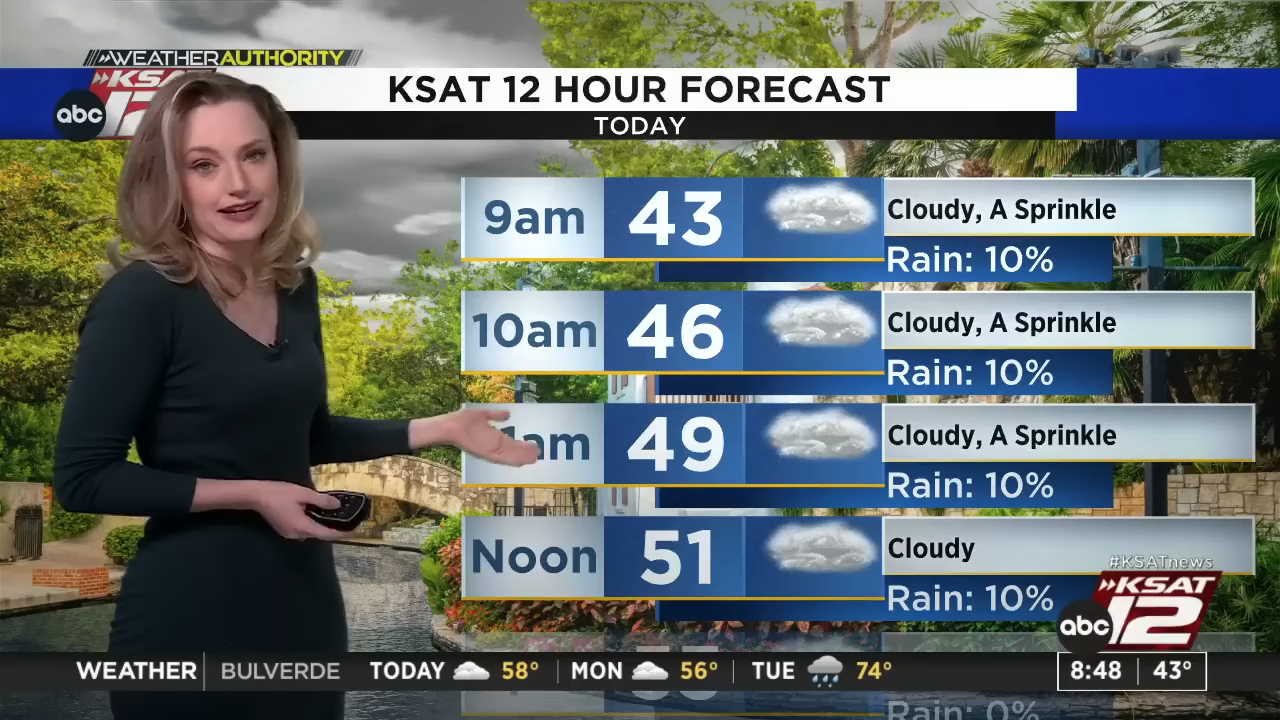 WEATHERAUTHORITY
KSAT
12
abc
KSAT 12 HOUR FORECAST
TODAY
9am 43 Cloudy, A Sprinkle
Rain: 10%
10am 46 Cloudy, A Sprinkle
Rain: 10%
am 49 Cloudy, A Sprinkle
Rain: 10%
Noon 51 Cloudy
Rain: 10%
#KSATnews
KSAT
abc 12
WEATHER BULVERDE TODAY 58° MON 56° TUE 74° 8:48 43°
Rain: 0%